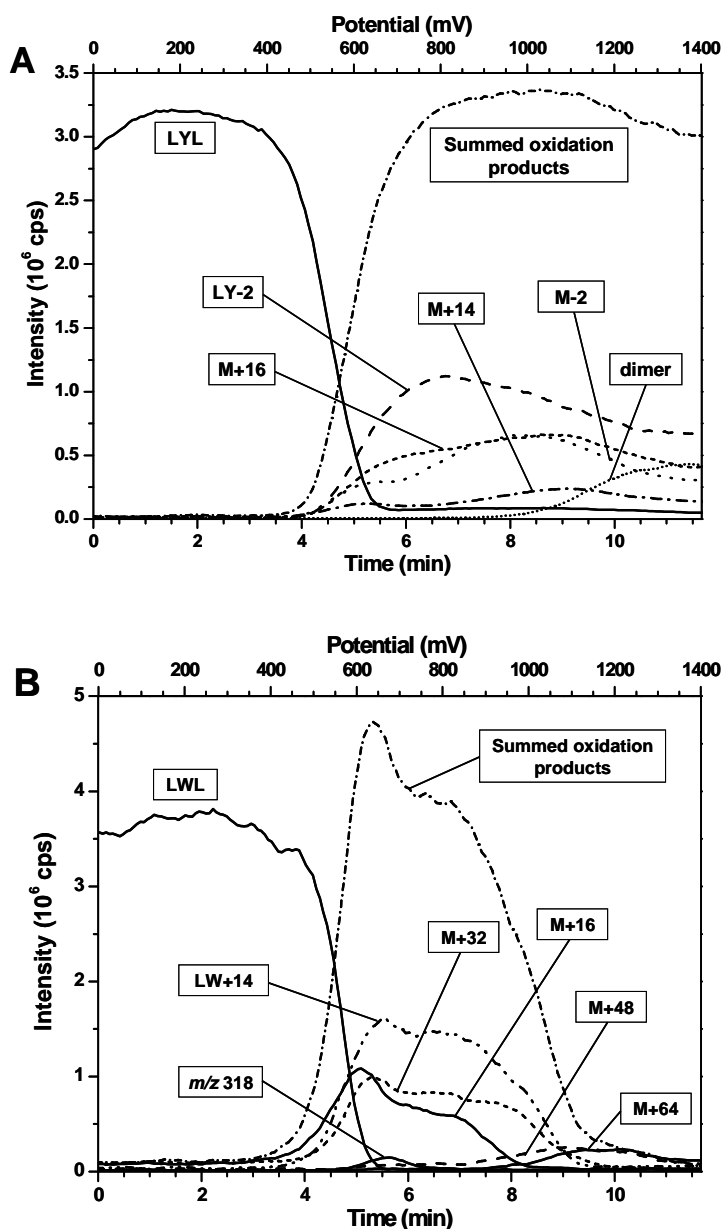 Potential (mV)
0 200 400 600 800 1000 1200 1400
A
3.5
3.0
2.5
2.0
1.5
1.0
0.5
0.0
Intensity (10⁶ cps)
LYL
Summed oxidation
products
LY-2
M+14
M-2
M+16
dimer
0 2 4 6 8 10
Time (min)
Potential (mV)
0 200 400 600 800 1000 1200 1400
B
5
4
3
2
1
0
Intensity (10⁶ cps)
Summed oxidation
products
LWL
M+32
M+16
LW+14
M+48
m/z 318
M+64
0 2 4 6 8 10
Time (min)